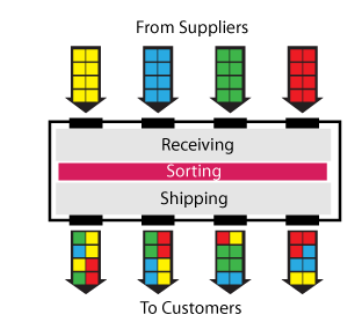 From Suppliers
Receiving
Sorting
Shipping
To Customers